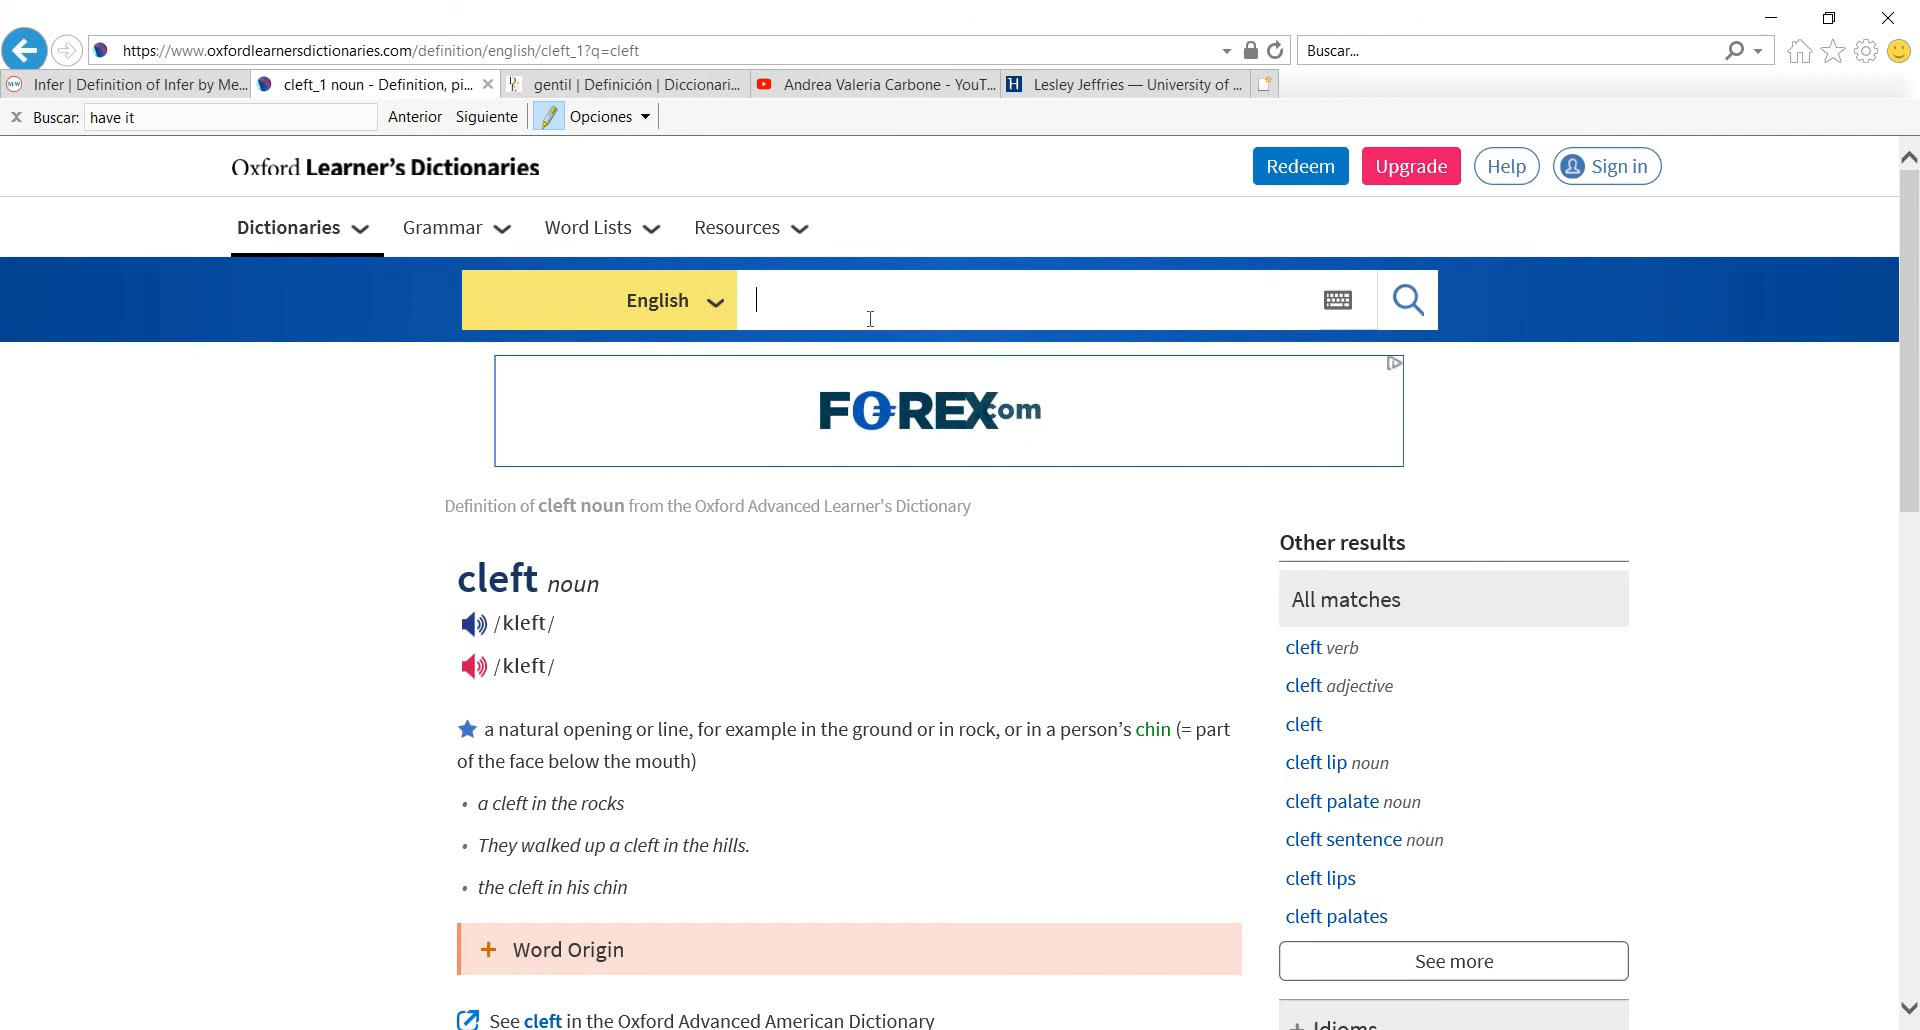 https://www.oxfordlearnersdictionaries.com/definition/english/cleft_1?q=cleft
Buscar...
Infer | Definition of Infer by Me...
cleft_1 noun - Definition, pi...
gentil | Definición | Diccionari...
Andrea Valeria Carbone - YouT...
Lesley Jeffries — University of ...
Buscar: have it Anterior Siguiente Opciones
Oxford Learner's Dictionaries
Redeem Upgrade Help Sign in
Dictionaries Grammar Word Lists Resources
English
FOREX.com
Definition of cleft noun from the Oxford Advanced Learner's Dictionary
cleft noun
/kleft/
/kleft/
a natural opening or line, for example in the ground or in rock, or in a person's chin (= part
of the face below the mouth)
• a cleft in the rocks
• They walked up a cleft in the hills.
• the cleft in his chin
+ Word Origin
See cleft in the Oxford Advanced American Dictionary
Other results
All matches
cleft verb
cleft adjective
cleft
cleft lip noun
cleft palate noun
cleft sentence noun
cleft lips
cleft palates
See more
+ Idioms